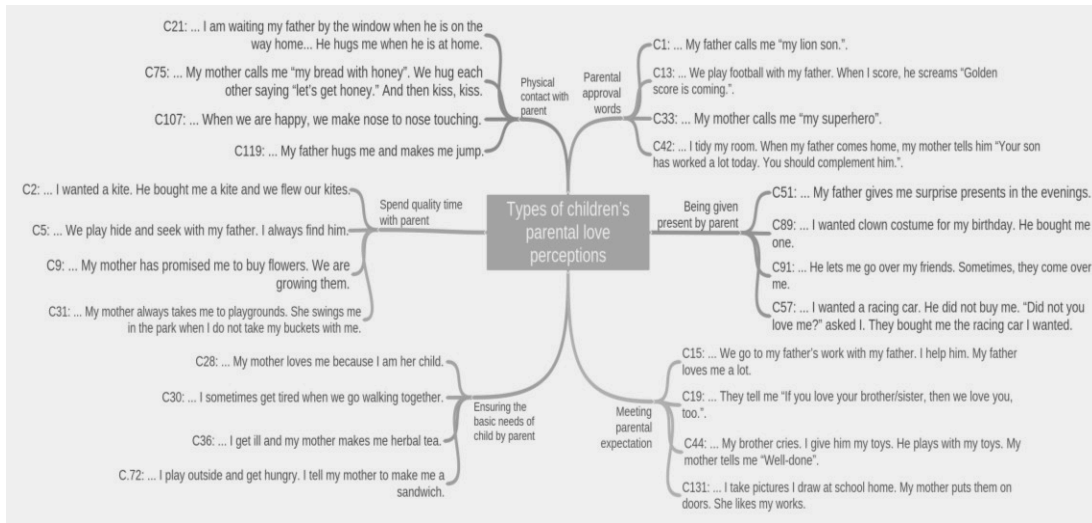 C21: ... I am waiting my father by the window when he is on the
way home... He hugs me when he is at home.
C75: ... My mother calls me “my bread with honey”. We hug each
other saying “let’s get honey.” And then kiss, kiss.
C107: ... When we are happy, we make nose to nose touching.
C119: ... My father hugs me and makes me jump.
Physical
contact with
parent
Parental
approval
words
C1: ... My father calls me “my lion son.”.
C13: ... We play football with my father. When I score, he screams “Golden
score is coming.”.
C33: ... My mother calls me “my superhero”.
C42: ... I tidy my room. When my father comes home, my mother tells him “Your son
has worked a lot today. You should complement him.”.
C2: ... I wanted a kite. He bought me a kite and we flew our kites.
C5: ... We play hide and seek with my father. I always find him.
C9: ... My mother has promised me to buy flowers. We are
growing them.
C31: ... My mother always takes me to playgrounds. She swings me
in the park when I do not take my buckets with me.
Spend quality time
with parent
Types of children’s
parental love
perceptions
Being given
present by parent
C51: ... My father gives me surprise presents in the evenings.
C89: ... I wanted clown costume for my birthday. He bought me
one.
C91: ... He lets me go over my friends. Sometimes, they come over
me.
C57: ... I wanted a racing car. He did not buy me. “Did not you
love me?” asked I. They bought me the racing car I wanted.
C28: ... My mother loves me because I am her child.
C30: ... I sometimes get tired when we go walking together.
C36: ... I get ill and my mother makes me herbal tea.
C.72: ... I play outside and get hungry. I tell my mother to make me a
sandwich.
Ensuring the
basic needs of
child by parent
Meeting
parental
expectation
C15: ... We go to my father’s work with my father. I help him. My father
loves me a lot.
C19: ... They tell me “If you love your brother/sister, then we love you,
too.”.
C44: ... My brother cries. I give him my toys. He plays with my toys. My
mother tells me “Well-done”.
C131: ... I take pictures I draw at school home. My mother puts them on
doors. She likes my works.